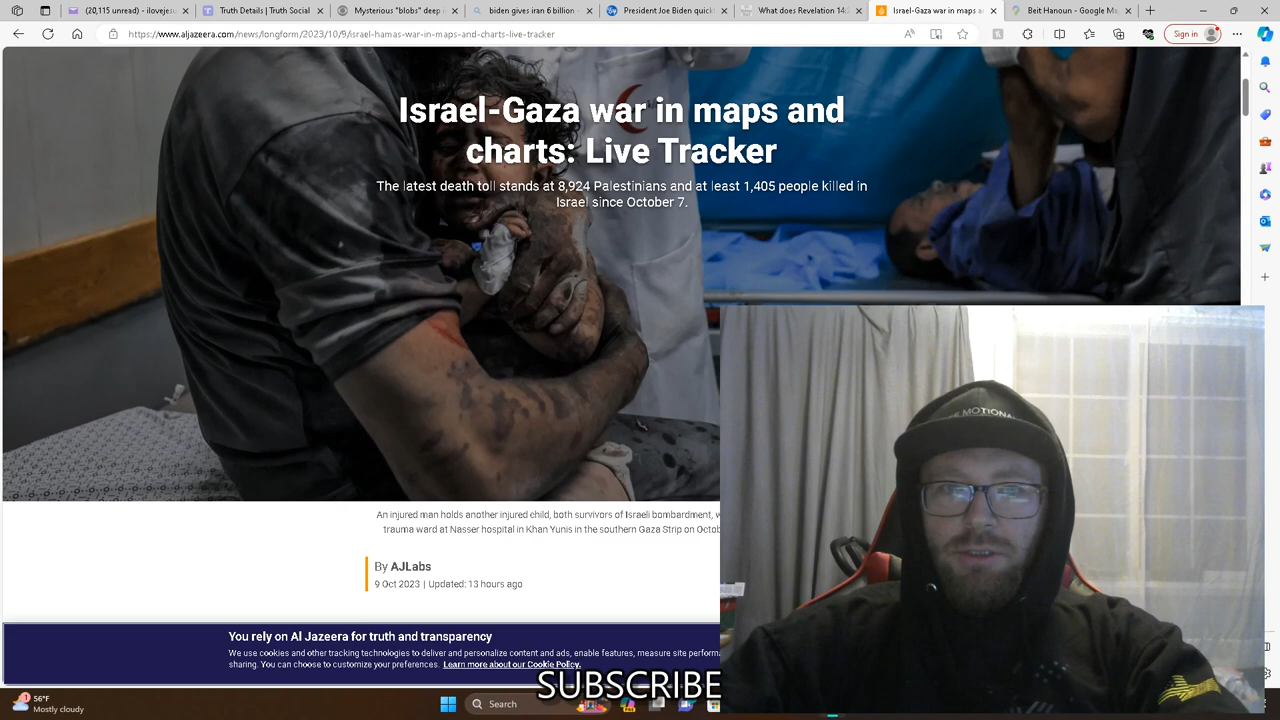 (20,115 unread) - ilovejesu
Truth Details | Truth Social
Mysterious "blobs" deep i
biden gives iran 6 billion -
President Joe Biden quick
What does Revelation 14:
Israel-Gaza war in maps a
Beit Hanoun - Google Ma
https://www.aljazeera.com/news/longform/2023/10/9/israel-hamas-war-in-maps-and-charts-live-tracker
Sign in
Israel-Gaza war in maps and
charts: Live Tracker
The latest death toll stands at 8,924 Palestinians and at least 1,405 people killed in
Israel since October 7.
An injured man holds another injured child, both survivors of Israeli bombardment,
trauma ward at Nasser hospital in Khan Yunis in the southern Gaza Strip on Octob
By AJLabs
9 Oct 2023 | Updated: 13 hours ago
You rely on Al Jazeera for truth and transparency
We use cookies and other tracking technologies to deliver and personalize content and ads, enable features, measure site perform
sharing. You can choose to customize your preferences. Learn more about our Cookie Policy.
SUBSCRIBE
MOTIONA
1
56°F
Mostly cloudy
Search